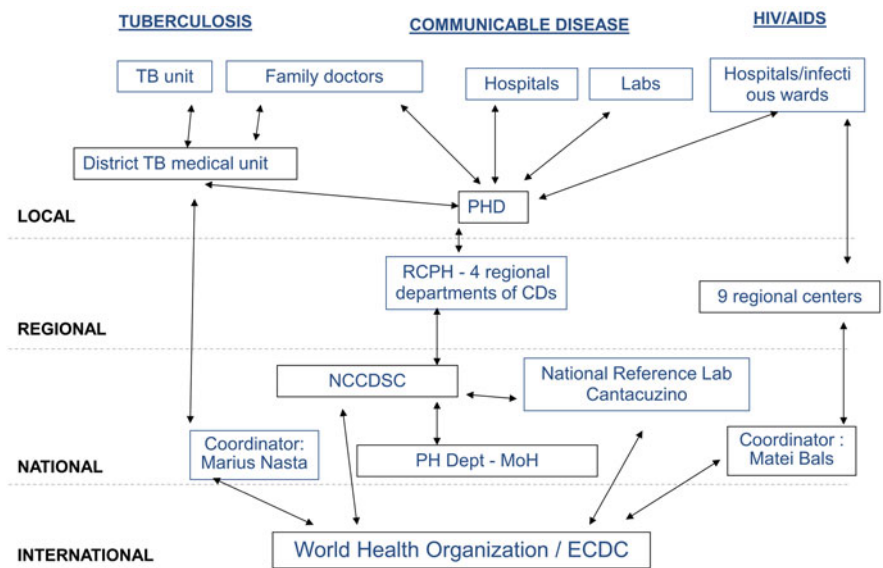 TUBERCULOSIS
COMMUNICABLE DISEASE
HIV/AIDS
TB unit
Family doctors
Hospitals
Labs
Hospitals/infecti
ous wards
District TB medical unit
PHD
LOCAL
RCPH - 4 regional
departments of CDs
9 regional centers
REGIONAL
NCCDSC
National Reference Lab
Cantacuzino
Coordinator:
Marius Nasta
PH Dept - MoH
Coordinator :
Matei Bals
NATIONAL
World Health Organization / ECDC
INTERNATIONAL